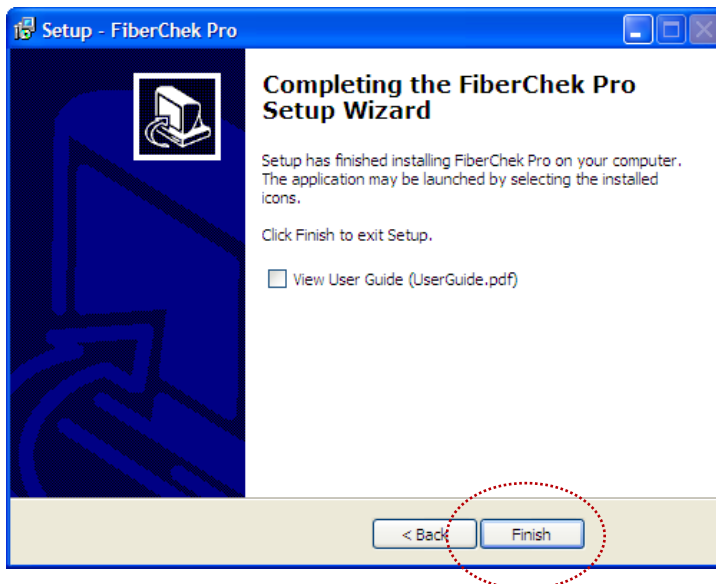 Setup - FiberChek Pro
Completing the FiberChek Pro
Setup Wizard
Setup has finished installing FiberChek Pro on your computer.
The application may be launched by selecting the installed
icons.
Click Finish to exit Setup.
View User Guide (UserGuide.pdf)
< Back
Finish